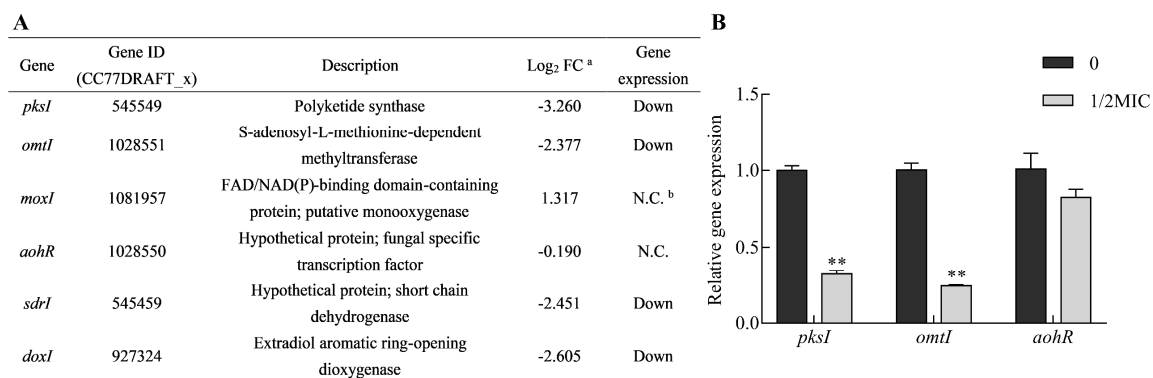 A
Gene Gene ID (CC77DRAFT_x) Description Log2 FC a Gene expression
pksI 545549 Polyketide synthase -3.260 Down
omtI 1028551 S-adenosyl-L-methionine-dependent methyltransferase -2.377 Down
moxI 1081957 FAD/NAD(P)-binding domain-containing protein; putative monooxygenase 1.317 N.C. b
aohR 1028550 Hypothetical protein; fungal specific transcription factor -0.190 N.C.
sdrI 545459 Hypothetical protein; short chain dehydrogenase -2.451 Down
doxI 927324 Extradiol aromatic ring-opening dioxygenase -2.605 Down
B
0
1/2MIC
Relative gene expression
1.5
1.0
0.5
0.0
**
**
pksI omtI aohR